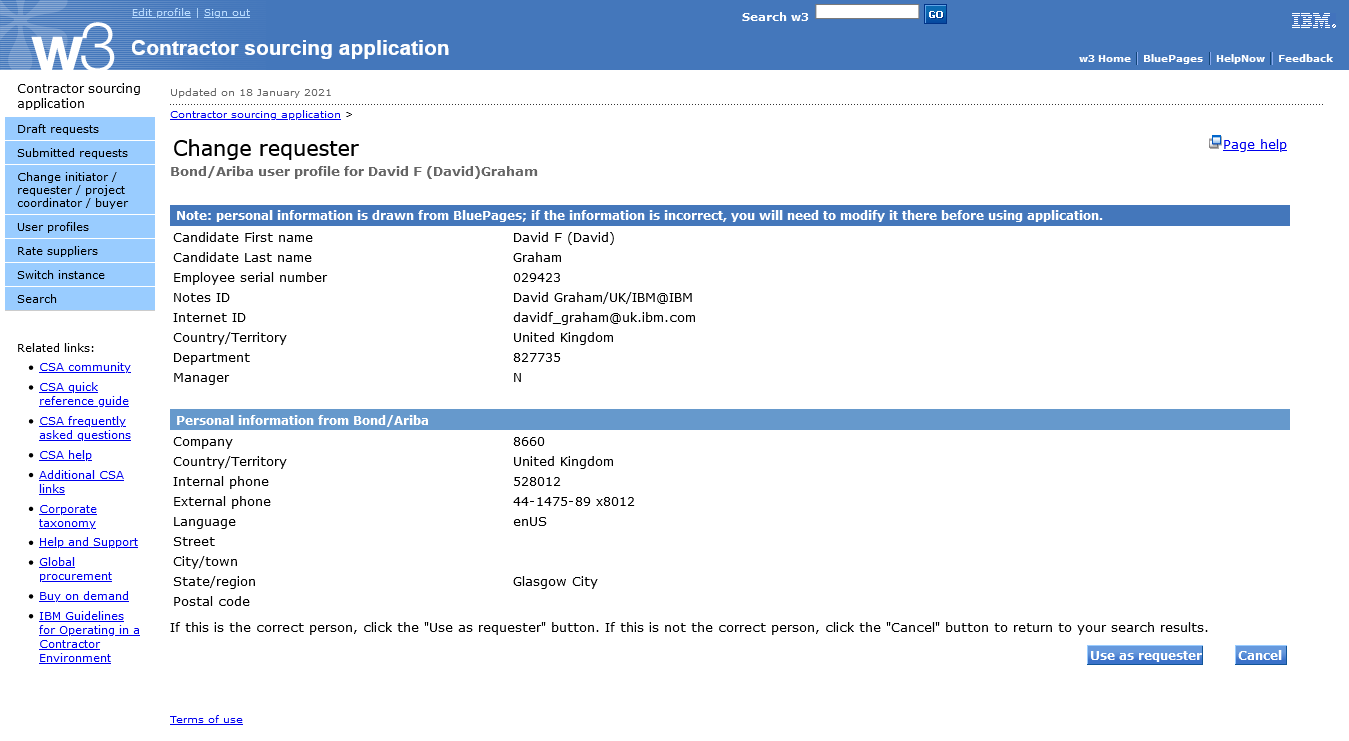 Edit profile | Sign out
Search w3 GO
w3 Contractor sourcing application
IBM.
w3 Home BluePages HelpNow Feedback
Contractor sourcing
application
Draft requests
Submitted requests
Change initiator /
requester / project
coordinator / buyer
User profiles
Rate suppliers
Switch instance
Search
Related links:
CSA community
CSA quick
reference guide
CSA frequently
asked questions
CSA help
Additional CSA
links
Corporate
taxonomy
Help and Support
Global
procurement
Buy on demand
IBM Guidelines
for Operating in a
Contractor
Environment
Updated on 18 January 2021
Contractor sourcing application >
Change requester
Page help
Bond/Ariba user profile for David F (David)Graham
Note: personal information is drawn from BluePages; if the information is incorrect, you will need to modify it there before using application.
Candidate First name David F (David)
Candidate Last name Graham
Employee serial number 029423
Notes ID David Graham/UK/IBM@IBM
Internet ID davidf_graham@uk.ibm.com
Country/Territory United Kingdom
Department 827735
Manager N
Personal information from Bond/Ariba
Company 8660
Country/Territory United Kingdom
Internal phone 528012
External phone 44-1475-89 x8012
Language enUS
Street
City/town
State/region Glasgow City
Postal code
If this is the correct person, click the "Use as requester" button. If this is not the correct person, click the "Cancel" button to return to your search results.
Use as requester Cancel
Terms of use